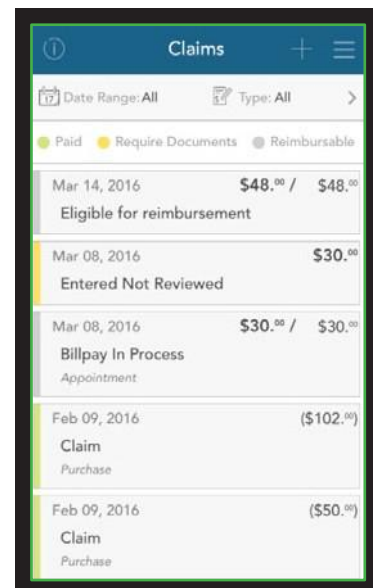 Claims
Date Range: All Type: All
Paid Require Documents Reimbursable
Mar 14, 2016 $48.00 / $48.00
Eligible for reimbursement
Mar 08, 2016 $30.00
Entered Not Reviewed
Mar 08, 2016 $30.00 / $30.00
Billpay In Process
Appointment
Feb 09, 2016 ($102.00)
Claim
Purchase
Feb 09, 2016 ($50.00)
Claim
Purchase